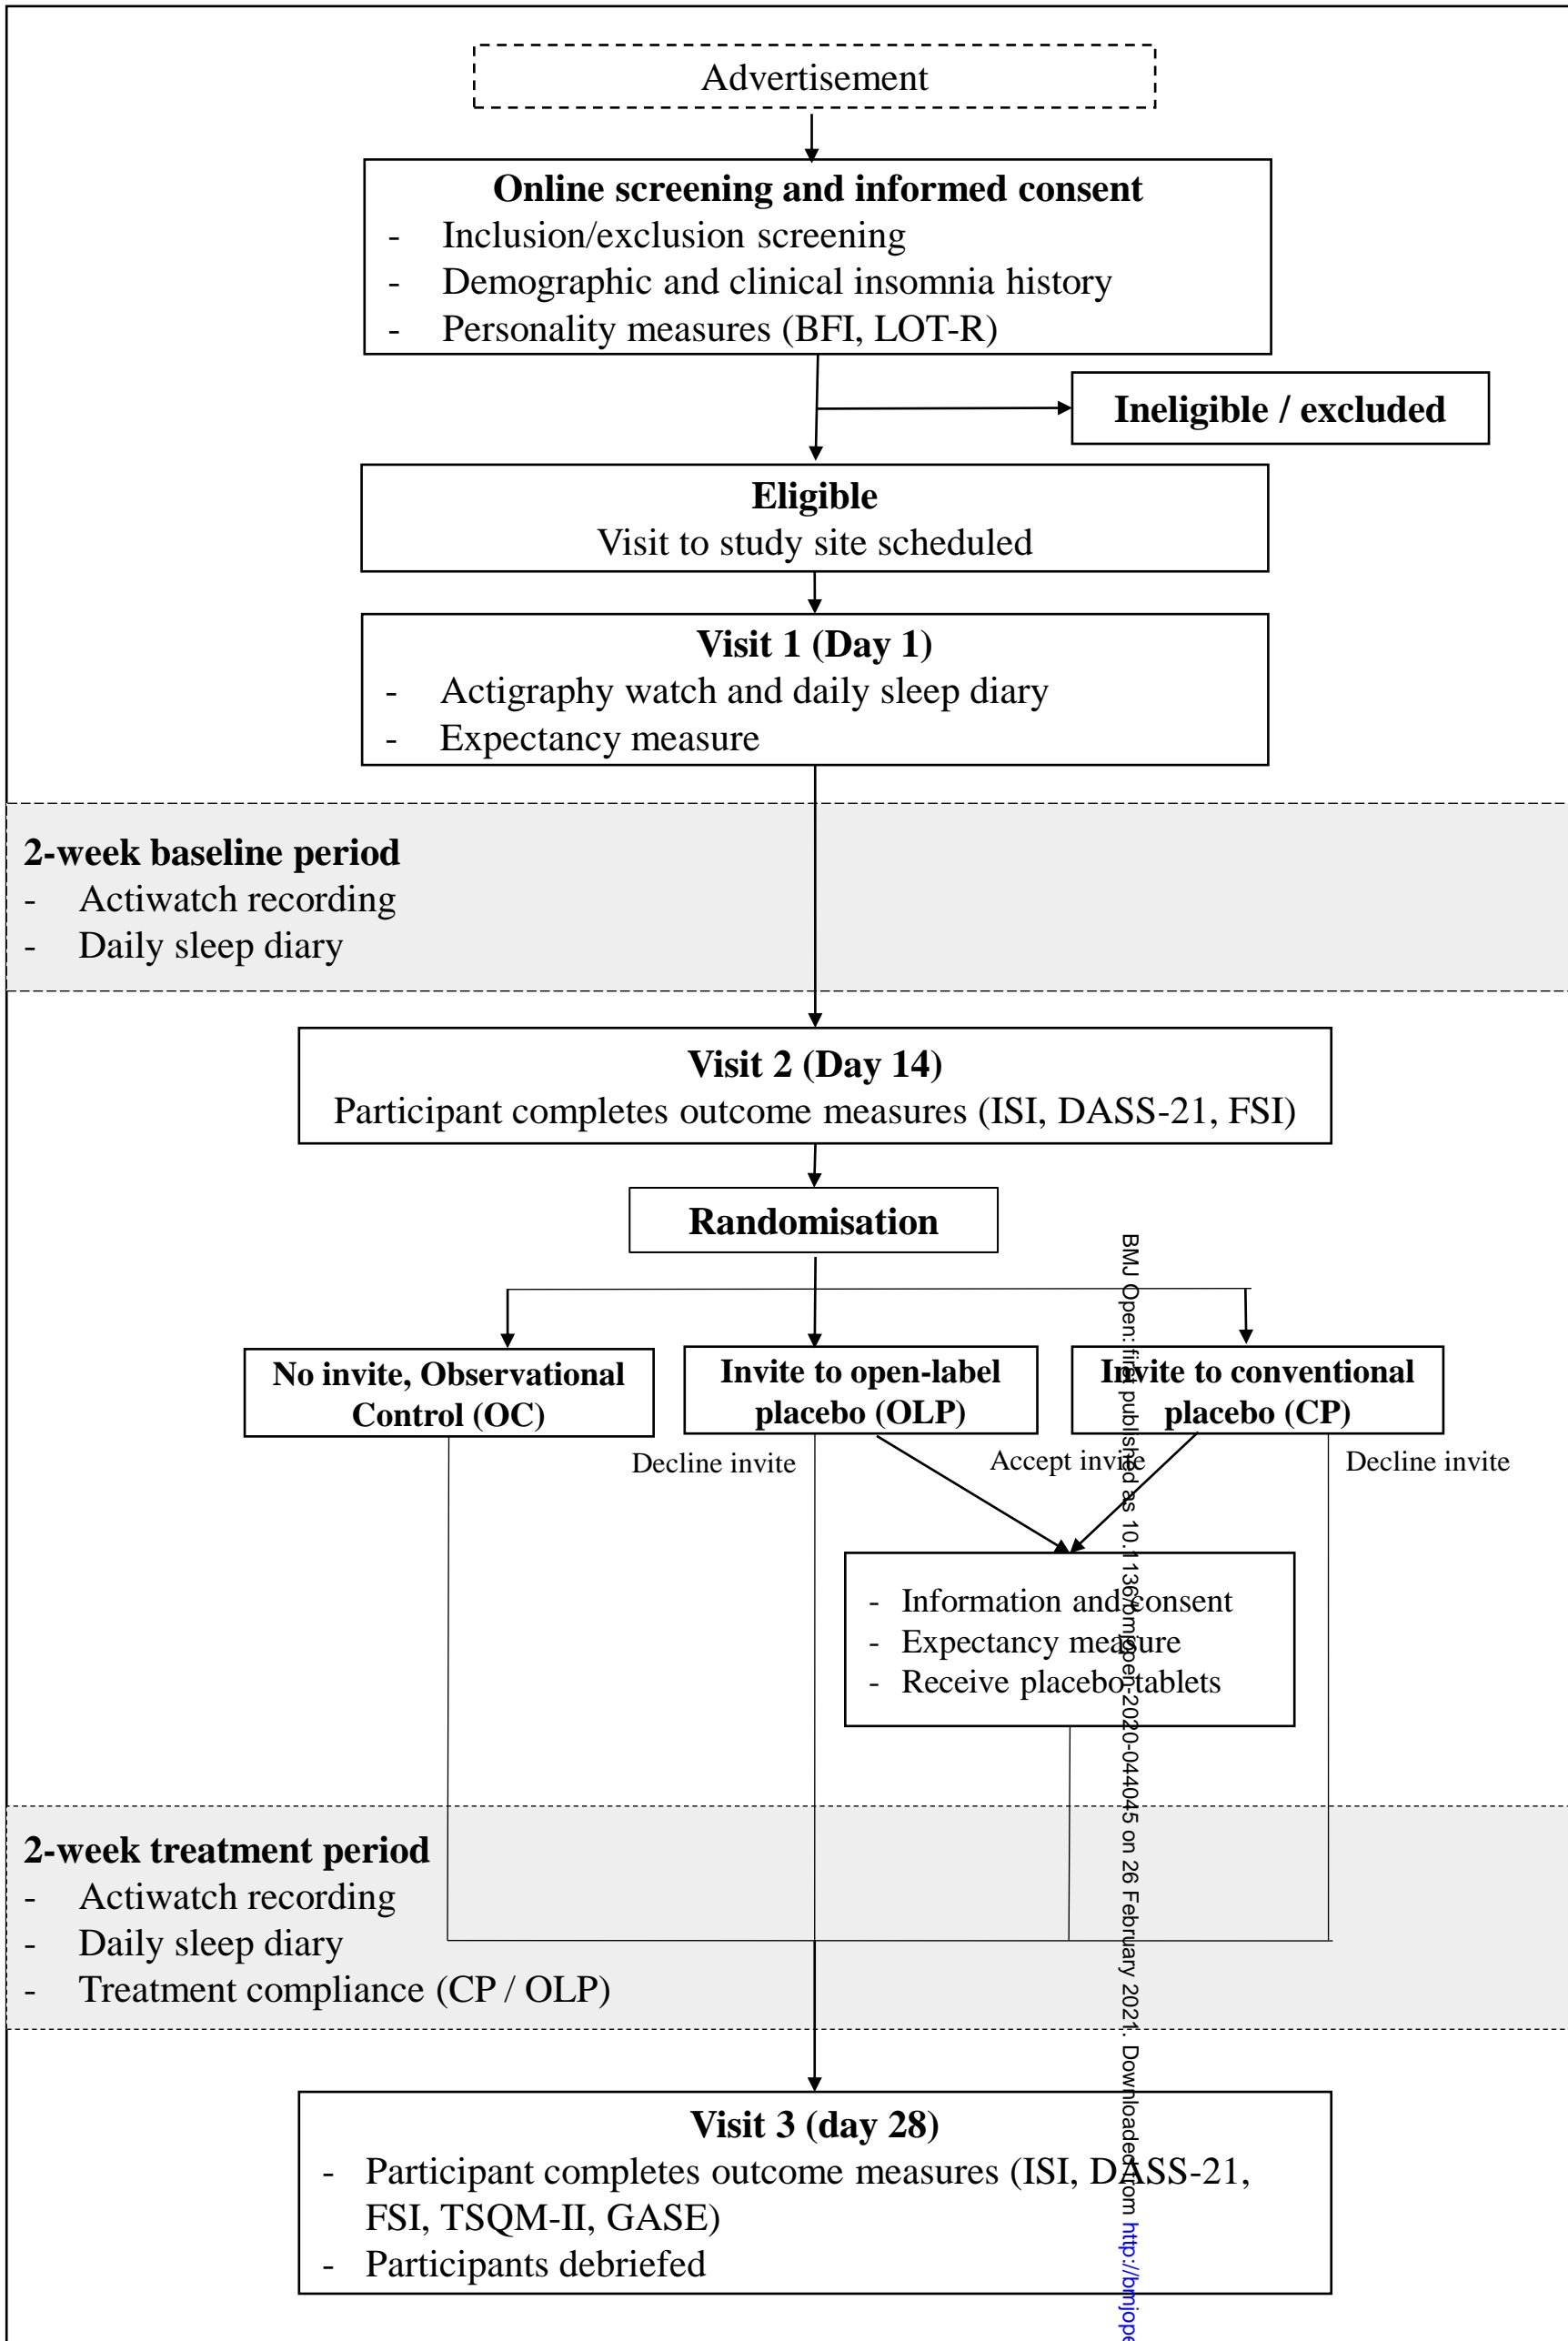 Advertisement
Online screening and informed consent
- Inclusion/exclusion screening
- Demographic and clinical insomnia history
- Personality measures (BFI, LOT-R)
Ineligible / excluded
Eligible
Visit to study site scheduled
Visit 1 (Day 1)
- Actigraphy watch and daily sleep diary
- Expectancy measure
2-week baseline period
- Actiwatch recording
- Daily sleep diary
Visit 2 (Day 14)
Participant completes outcome measures (ISI, DASS-21, FSI)
Randomisation
No invite, Observational
Control (OC)
Invite to open-label
placebo (OLP)
Invite to conventional
placebo (CP)
Decline invite
Accept invite
Decline invite
- Information and consent
- Expectancy measure
- Receive placebo tablets
2-week treatment period
- Actiwatch recording
- Daily sleep diary
- Treatment compliance (CP / OLP)
Visit 3 (day 28)
- Participant completes outcome measures (ISI, DASS-21,
FSI, TSQM-II, GASE)
- Participants debriefed
BMJ Open: first published as 10.1136/bmjopen-2020-044045 on 26 February 2021. Downloaded from http://bmjope